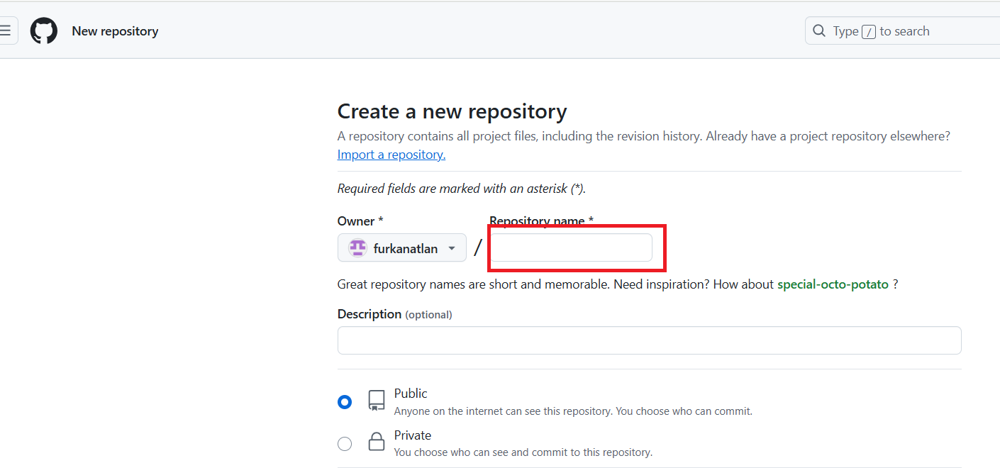 New repository
Type / to search
Create a new repository
A repository contains all project files, including the revision history. Already have a project repository elsewhere?
Import a repository.
Required fields are marked with an asterisk (*).
Owner *
Repository name *
furkanatlan
/
Great repository names are short and memorable. Need inspiration? How about special-octo-potato ?
Description (optional)
Public
Anyone on the internet can see this repository. You choose who can commit.
Private
You choose who can see and commit to this repository.